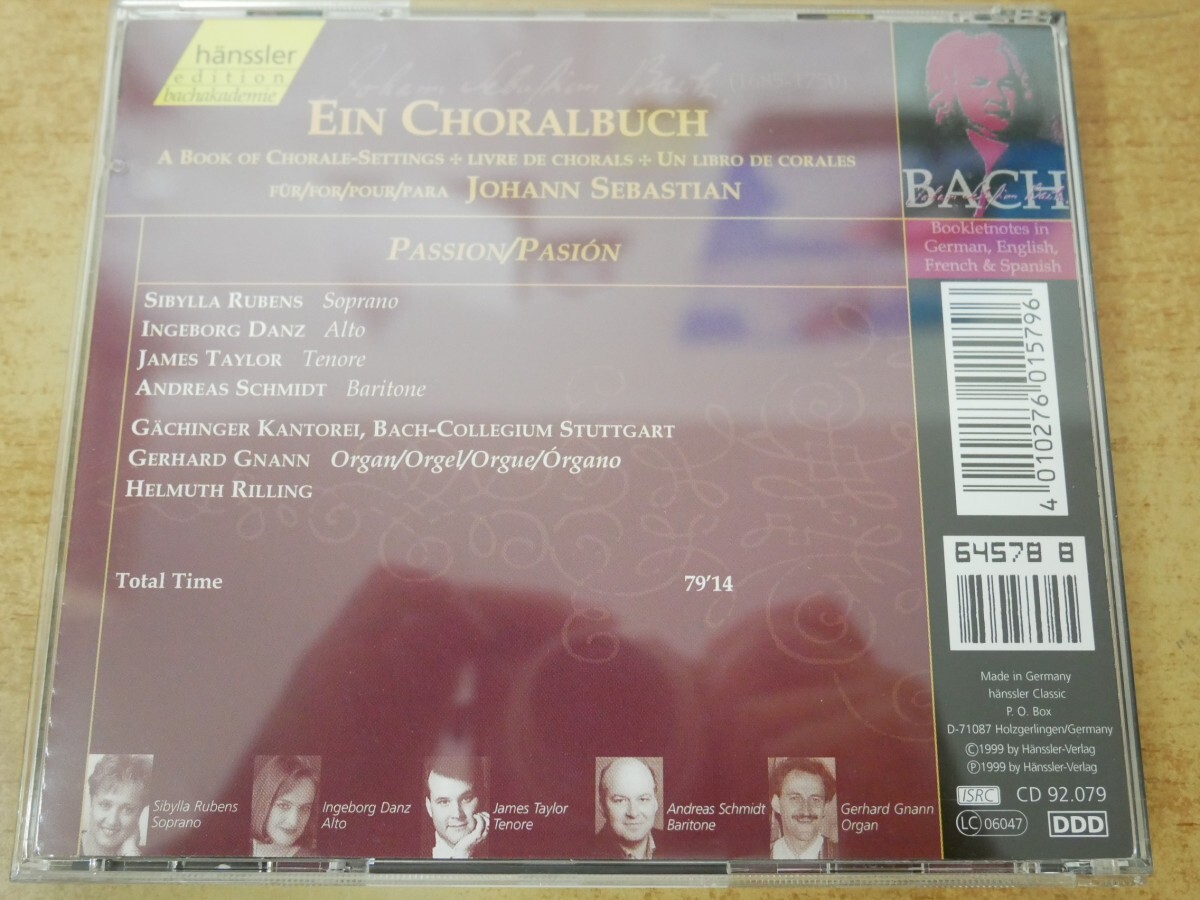 hänssler
edition
bachakademie
Johann Sebastian Bach (1685-1750)
EIN CHORALBUCH
A BOOK OF CHORALE-SETTINGS + LIVRE DE CHORALS + UN LIBRO DE CORALES
FÜR/FOR/POUR/PARA JOHANN SEBASTIAN
BACH
Bookletnotes in
German, English,
French & Spanish
PASSION/PASIÓN
SIBYLLA RUBENS Soprano
INGEBORG DANZ Alto
JAMES TAYLOR Tenore
ANDREAS SCHMIDT Baritone
GÄCHINGER KANTOREI, BACH-COLLEGIUM STUTTGART
GERHARD GNANN Organ/Orgel/Orgue/Órgano
HELMUTH RILLING
Total Time 79'14
4 010276 015796
64578 8
Made in Germany
hänssler Classic
P. O. Box
D-71087 Holzgerlingen/Germany
©1999 by Hänssler-Verlag
℗1999 by Hänssler-Verlag
ISRC CD 92.079
LC 06047 DDD
Sibylla Rubens
Soprano
Ingeborg Danz
Alto
James Taylor
Tenore
Andreas Schmidt
Baritone
Gerhard Gnann
Organ